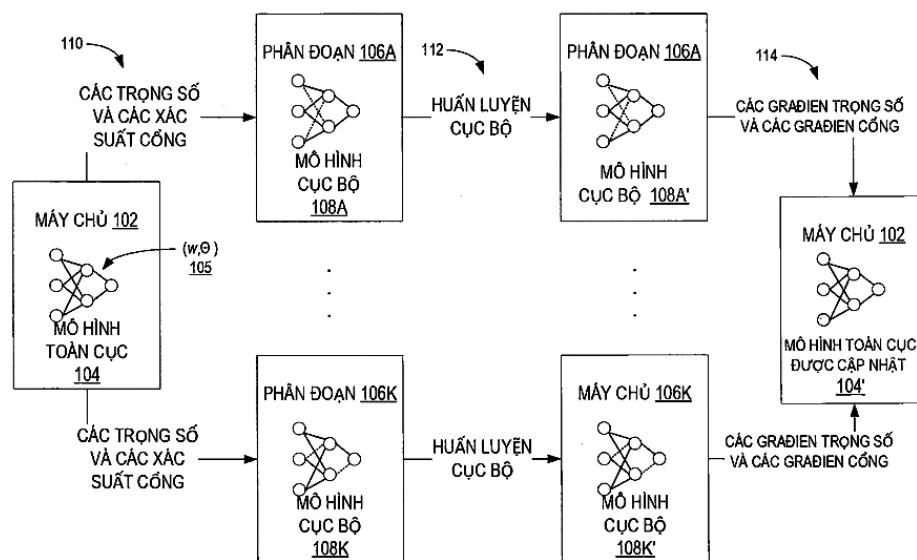 110
CÁC TRỌNG SỐ
VÀ CÁC XÁC
SUẤT CỔNG
PHÂN ĐOẠN 106A
MÔ HÌNH
CỤC BỘ
108A
112
HUẤN LUYỆN
CỤC BỘ
PHÂN ĐOẠN 106A
MÔ HÌNH
CỤC BỘ 108A'
114
CÁC GRAĐIEN TRỌNG SỐ
VÀ CÁC GRAĐIEN CỔNG
MÁY CHỦ 102
(w,Θ)
105
MÔ HÌNH
TOÀN CỤC
104
MÁY CHỦ 102
MÔ HÌNH TOÀN CỤC
ĐƯỢC CẬP NHẬT
104'
CÁC TRỌNG SỐ
VÀ CÁC XÁC
SUẤT CỔNG
PHÂN ĐOẠN 106K
MÔ HÌNH
CỤC BỘ
108K
HUẤN LUYỆN
CỤC BỘ
MÁY CHỦ 106K
MÔ HÌNH
CỤC BỘ
108K'
CÁC GRAĐIEN TRỌNG SỐ
VÀ CÁC GRAĐIEN CỔNG